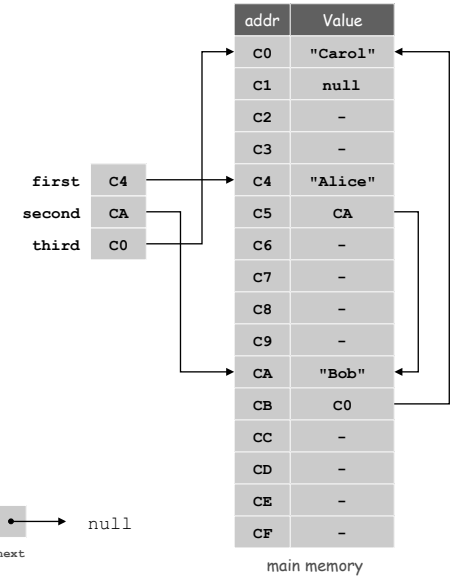 addr Value
C0 "Carol"
C1 null
C2 -
C3 -
first C4 C4 "Alice"
second CA C5 CA
third C0 C6 -
C7 -
C8 -
C9 -
CA "Bob"
CB C0
CC -
CD -
CE -
null
CF -
next
main memory